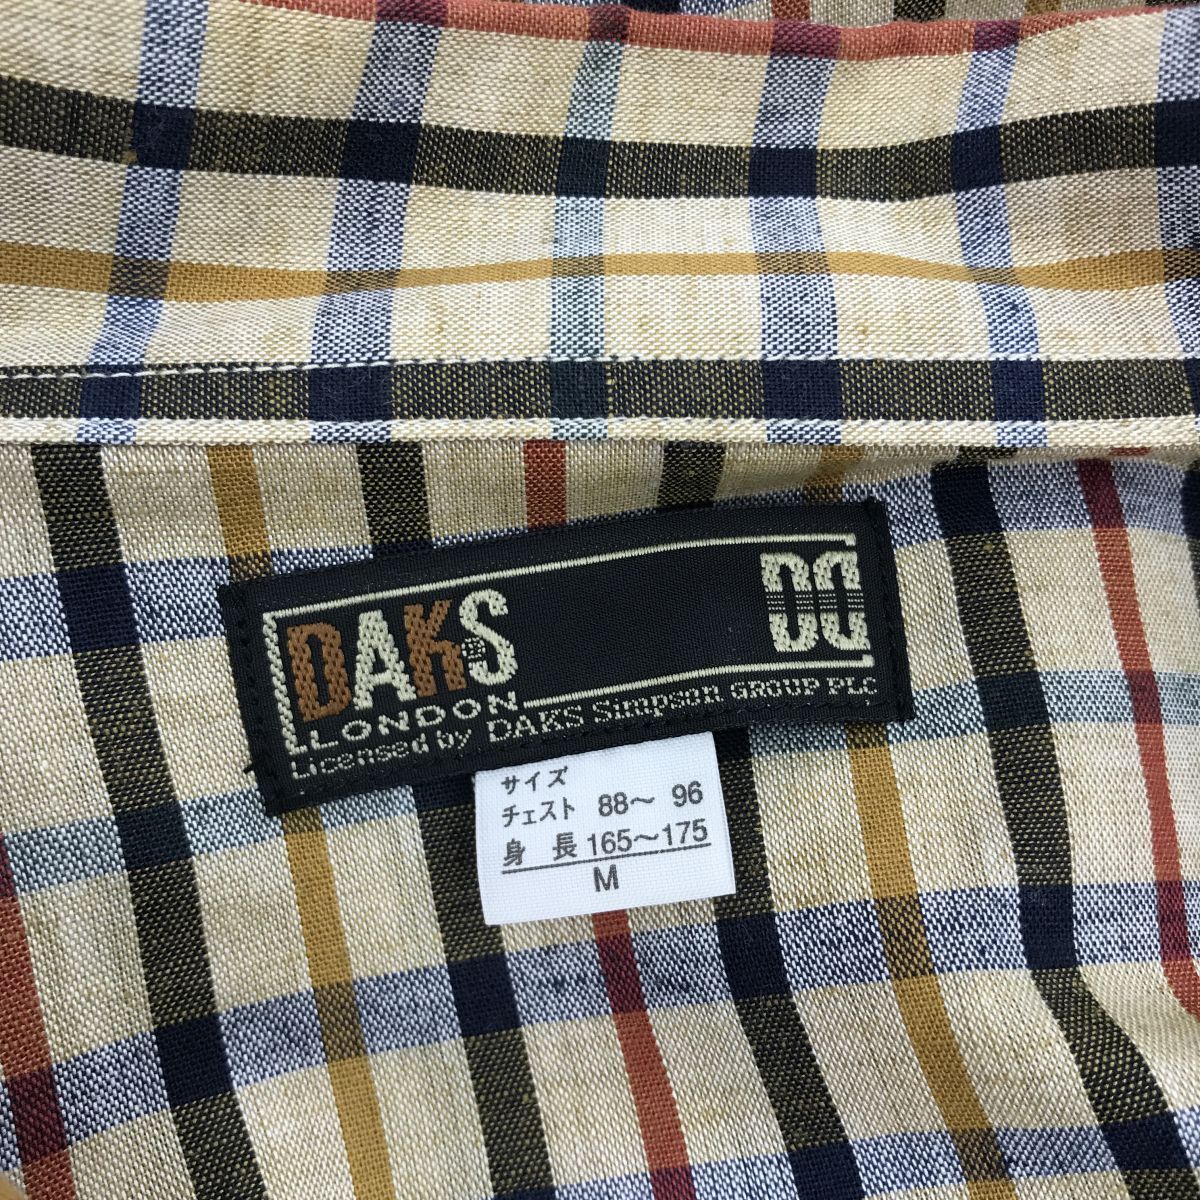 DAKS
LONDON
DD
Licensed by DAKS Simpson GROUP PLC
サイズ
チェスト 88～ 96
身 長 165～175
M